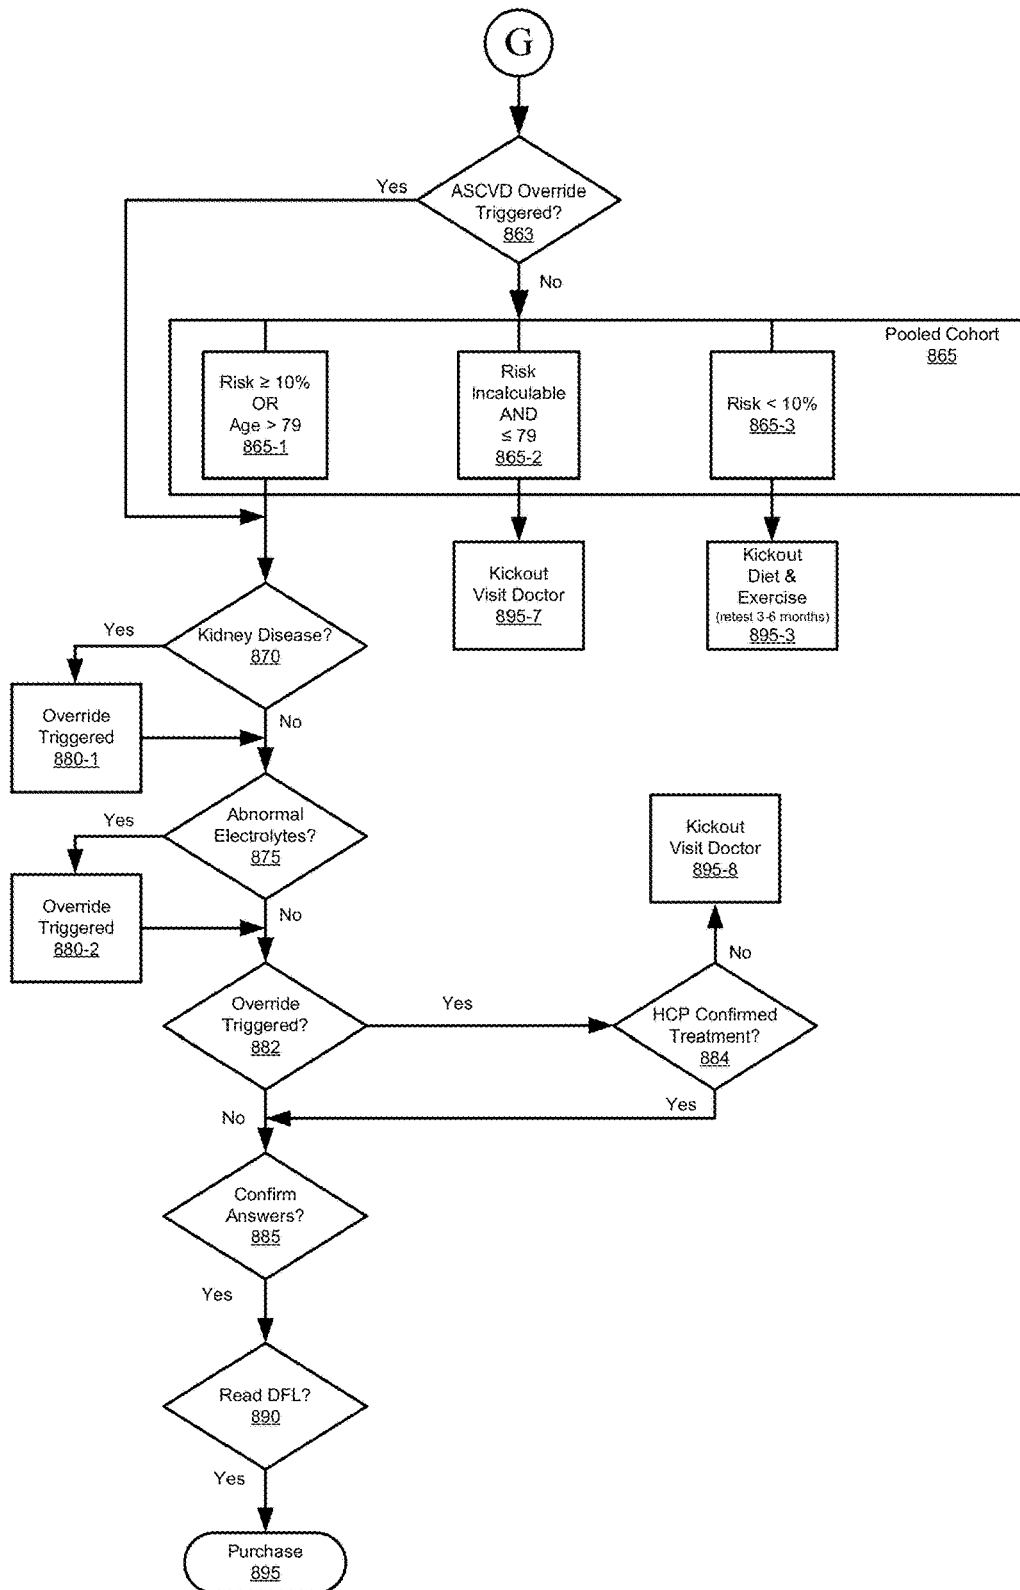 G
ASCVD Override
Triggered?
863
Yes
No
Pooled Cohort
865
Risk ≥ 10%
OR
Age > 79
865-1
Risk
Incalculable
AND
≤ 79
865-2
Risk < 10%
865-3
Kickout
Visit Doctor
895-7
Kickout
Diet &
Exercise
(retest 3-6 months)
895-3
Kidney Disease?
870
Yes
No
Override
Triggered
880-1
Abnormal
Electrolytes?
875
Yes
No
Override
Triggered
880-2
Kickout
Visit Doctor
895-8
No
Override
Triggered?
882
Yes
HCP Confirmed
Treatment?
884
Yes
No
Confirm
Answers?
885
Yes
Read DFL?
890
Yes
Purchase
895